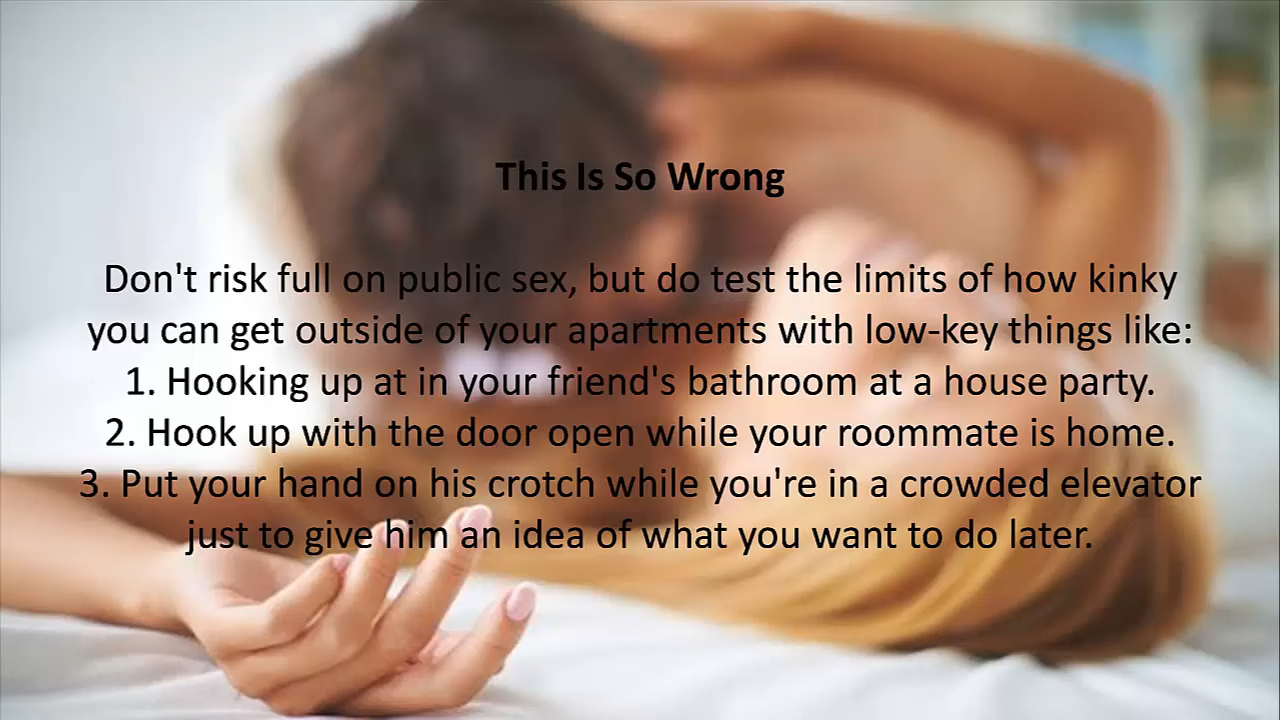 This Is So Wrong
Don't risk full on public sex, but do test the limits of how kinky
you can get outside of your apartments with low-key things like:
1. Hooking up at in your friend's bathroom at a house party.
2. Hook up with the door open while your roommate is home.
3. Put your hand on his crotch while you're in a crowded elevator
just to give him an idea of what you want to do later.